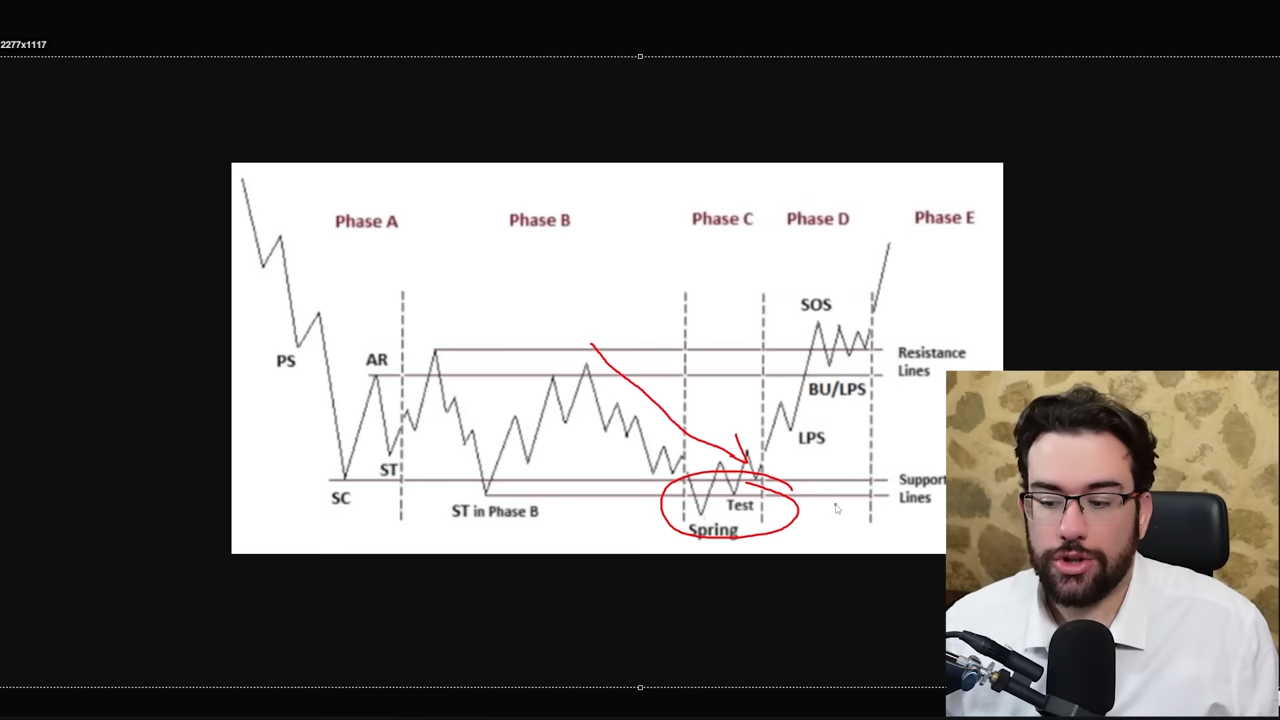 2277x1117
Phase A
Phase B
Phase C
Phase D
Phase E
SOS
PS
AR
Resistance
Lines
BU/LPS
LPS
ST
SC
Support
Lines
ST in Phase B
Test
Spring